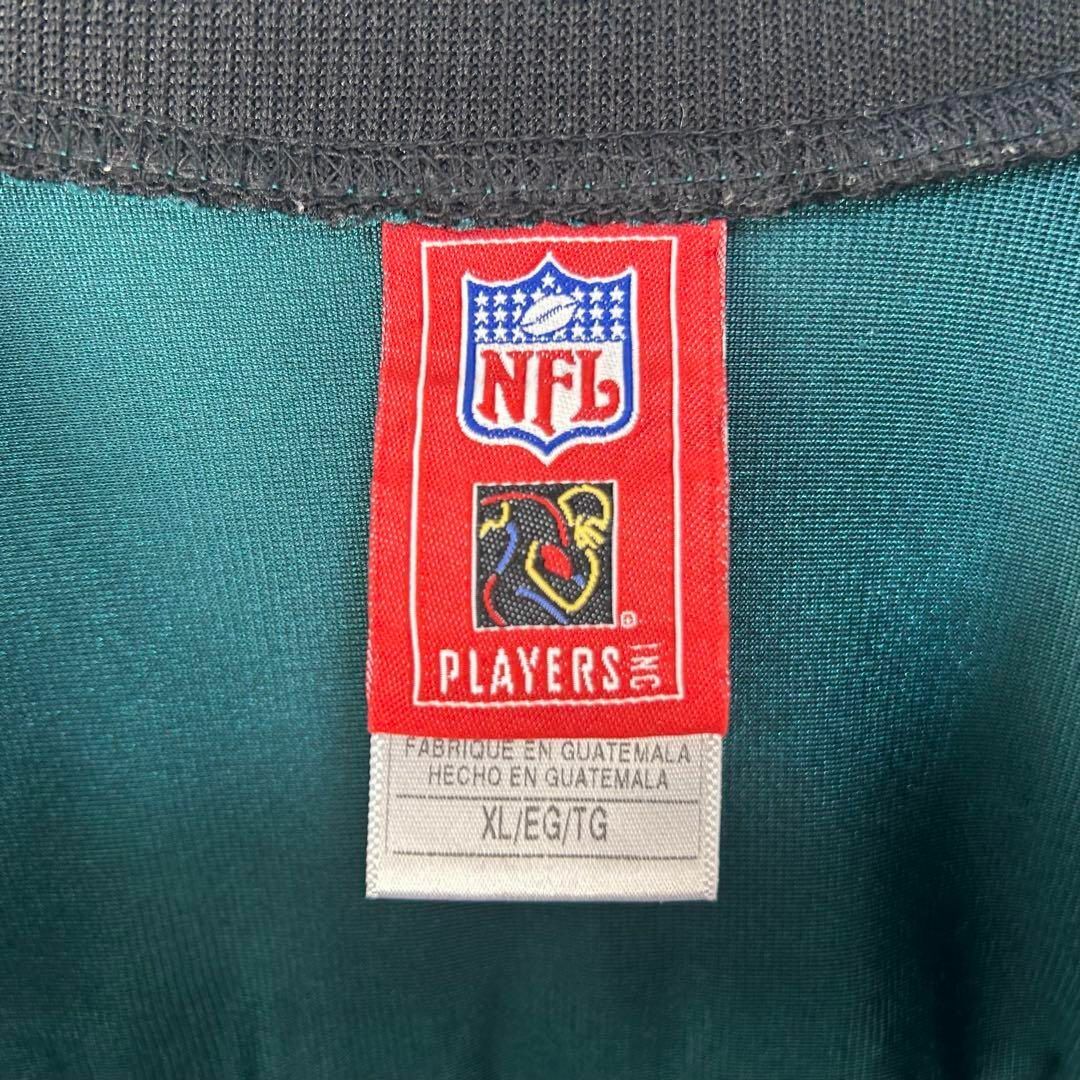 NFL
PLAYERS INC
FABRIQUE EN GUATEMALA
HECHO EN GUATEMALA
XL/EG/TG